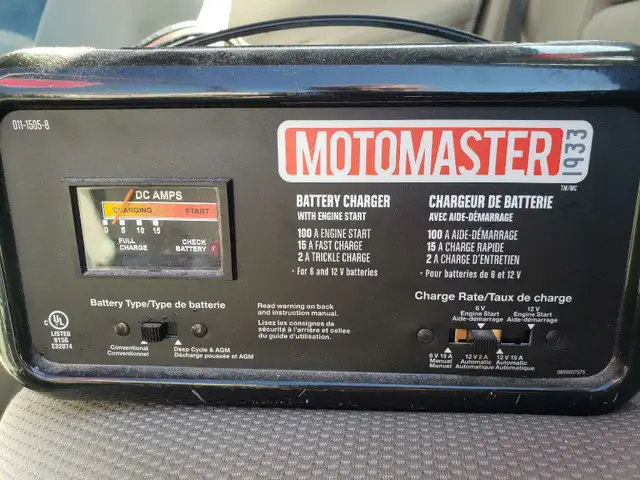 011-1505-8
MOTOMASTER
1933
TM/MC
BATTERY CHARGER
WITH ENGINE START
100 A ENGINE START
15 A FAST CHARGE
2 A TRICKLE CHARGE
• For 6 and 12 V batteries
CHARGEUR DE BATTERIE
AVEC AIDE-DÉMARRAGE
100 A AIDE-DÉMARRAGE
15 A CHARGE RAPIDE
2 A CHARGE D'ENTRETIEN
• Pour batteries de 6 et 12 V
DC AMPS
CHARGING START
0 5 10 15
FULL CHECK
CHARGE BATTERY
Battery Type/Type de batterie
Conventional Deep Cycle & AGM
Conventionnel Décharge poussée et AGM
C UL
LISTED
81SG
E32074
Read warning on back
and instruction manual.
Lisez les consignes de
sécurité à l'arrière et celles
du guide d'utilisation.
Charge Rate/Taux de charge
6 V
Engine Start
Aide-démarrage
12 V
Engine Start
Aide-démarrage
6 V 15 A
Manual
Manuel
12 V 2 A
Automatic
Automatique
12 V 15 A
Automatic
Automatique